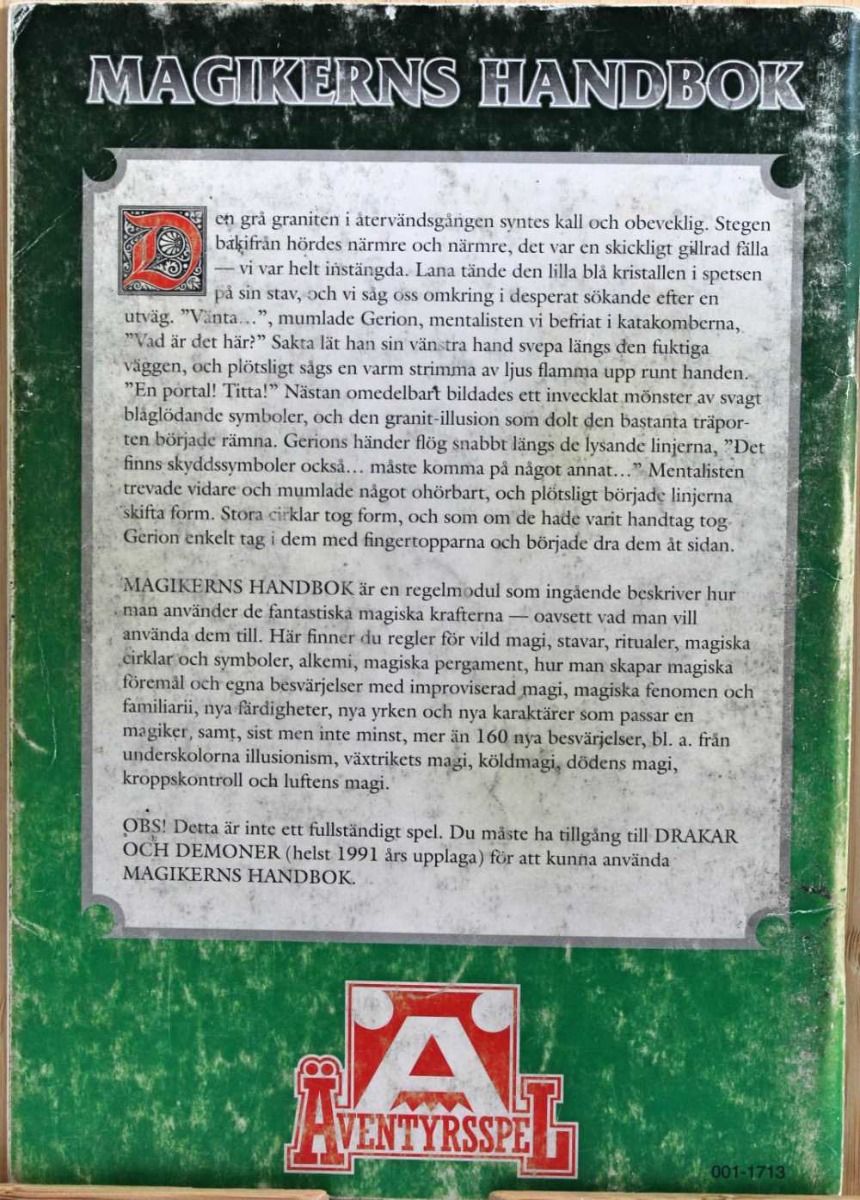 MAGIKERNS HANDBOK
Den grå graniten i återvändsgången syntes kall och obeveklig. Stegen
bakifrån hördes närmre och närmre, det var en skickligt gillrad fälla
— vi var helt instängda. Lana tände den lilla blå kristallen i spetsen
på sin stav, och vi såg oss omkring i desperat sökande efter en
utväg. ”Vänta...”, mumlade Gerion, mentalisten vi befriat i katakomberna,
”Vad är det här?” Sakta lät han sin vänstra hand svepa längs den fuktiga
väggen, och plötsligt sågs en varm strimma av ljus flamma upp runt handen.
”En portal! Titta!” Nästan omedelbart bildades ett invecklat mönster av svagt
blåglödande symboler, och den granit-illusion som dolt den bastanta träpor-
ten började rämna. Gerions händer flög snabbt längs de lysande linjerna, ”Det
finns skyddssymboler också... måste komma på något annat...” Mentalisten
trevade vidare och mumlade något ohörbart, och plötsligt började linjerna
skifta form. Stora cirklar tog form, och som om de hade varit handtag tog
Gerion enkelt tag i dem med fingertopparna och började dra dem åt sidan.
MAGIKERNS HANDBOK är en regelmodul som ingående beskriver hur
man använder de fantastiska magiska krafterna — oavsett vad man vill
använda dem till. Här finner du regler för vild magi, stavar, ritualer, magiska
cirklar och symboler, alkemi, magiska pergament, hur man skapar magiska
föremål och egna besvärjelser med improviserad magi, magiska fenomen och
familiarii, nya färdigheter, nya yrken och nya karaktärer som passar en
magiker, samt, sist men inte minst, mer än 160 nya besvärjelser, bl. a. från
underskolorna illusionism, växtrikets magi, köldmagi, dödens magi,
kroppskontroll och luftens magi.
OBS! Detta är inte ett fullständigt spel. Du måste ha tillgång till DRAKAR
OCH DEMONER (helst 1991 års upplaga) för att kunna använda
MAGIKERNS HANDBOK.
Ä
ÄVENTYRSSPEL
001-1713